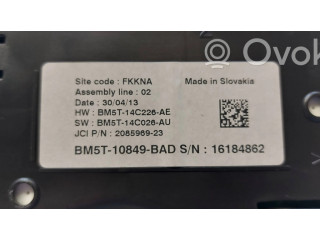 Ovoko
Site code : FKKNA
Made in Slovakia
Assembly line : 02
Date : 30/04/13
HW : BM5T-14C226-AE
SW : BM5T-14C026-AU
JCI P/N : 2085969-23
BM5T-10849-BAD S/N : 16184862